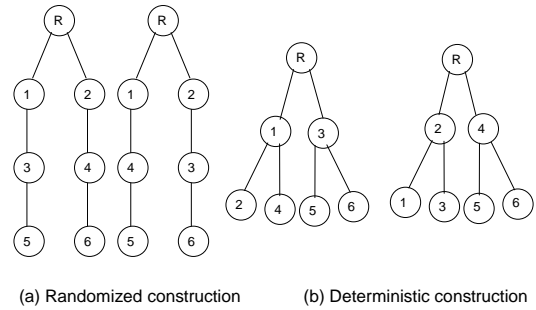 R R
R R
1 2 1 2
1 3 2 4
3 4 4 3
2 4 5 6 1 3 5 6
5 6 5 6
(a) Randomized construction (b) Deterministic construction